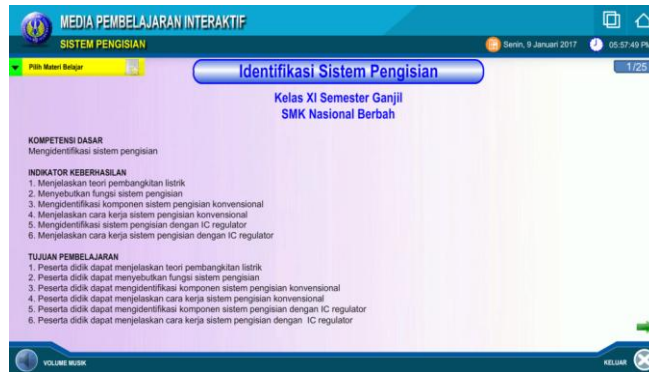 MEDIA PEMBELAJARAN INTERAKTIF
SISTEM PENGISIAN
Senin, 9 Januari 2017
05:57:49 PM
Pilih Materi Belajar
Identifikasi Sistem Pengisian
1/25
Kelas XI Semester Ganjil
SMK Nasional Berbah
KOMPETENSI DASAR
Mengidentifikasi sistem pengisian
INDIKATOR KEBERHASILAN
1. Menjelaskan teori pembangkitan listrik
2. Menyebutkan fungsi sistem pengisian
3. Mengidentifikasi komponen sistem pengisian konvensional
4. Menjelaskan cara kerja sistem pengisian konvensional
5. Mengidentifikasi sistem pengisian dengan IC regulator
6. Menjelaskan cara kerja sistem pengisian dengan IC regulator
TUJUAN PEMBELAJARAN
1. Peserta didik dapat menjelaskan teori pembangkitan listrik
2. Peserta didik dapat menyebutkan fungsi sistem pengisian
3. Peserta didik dapat mengidentifikasi komponen sistem pengisian konvensional
4. Peserta didik dapat menjelaskan cara kerja sistem pengisian konvensional
5. Peserta didik dapat mengidentifikasi komponen sistem pengisian dengan IC regulator
6. Peserta didik dapat menjelaskan cara kerja sistem pengisian dengan IC regulator
VOLUME MUSIK
KELUAR